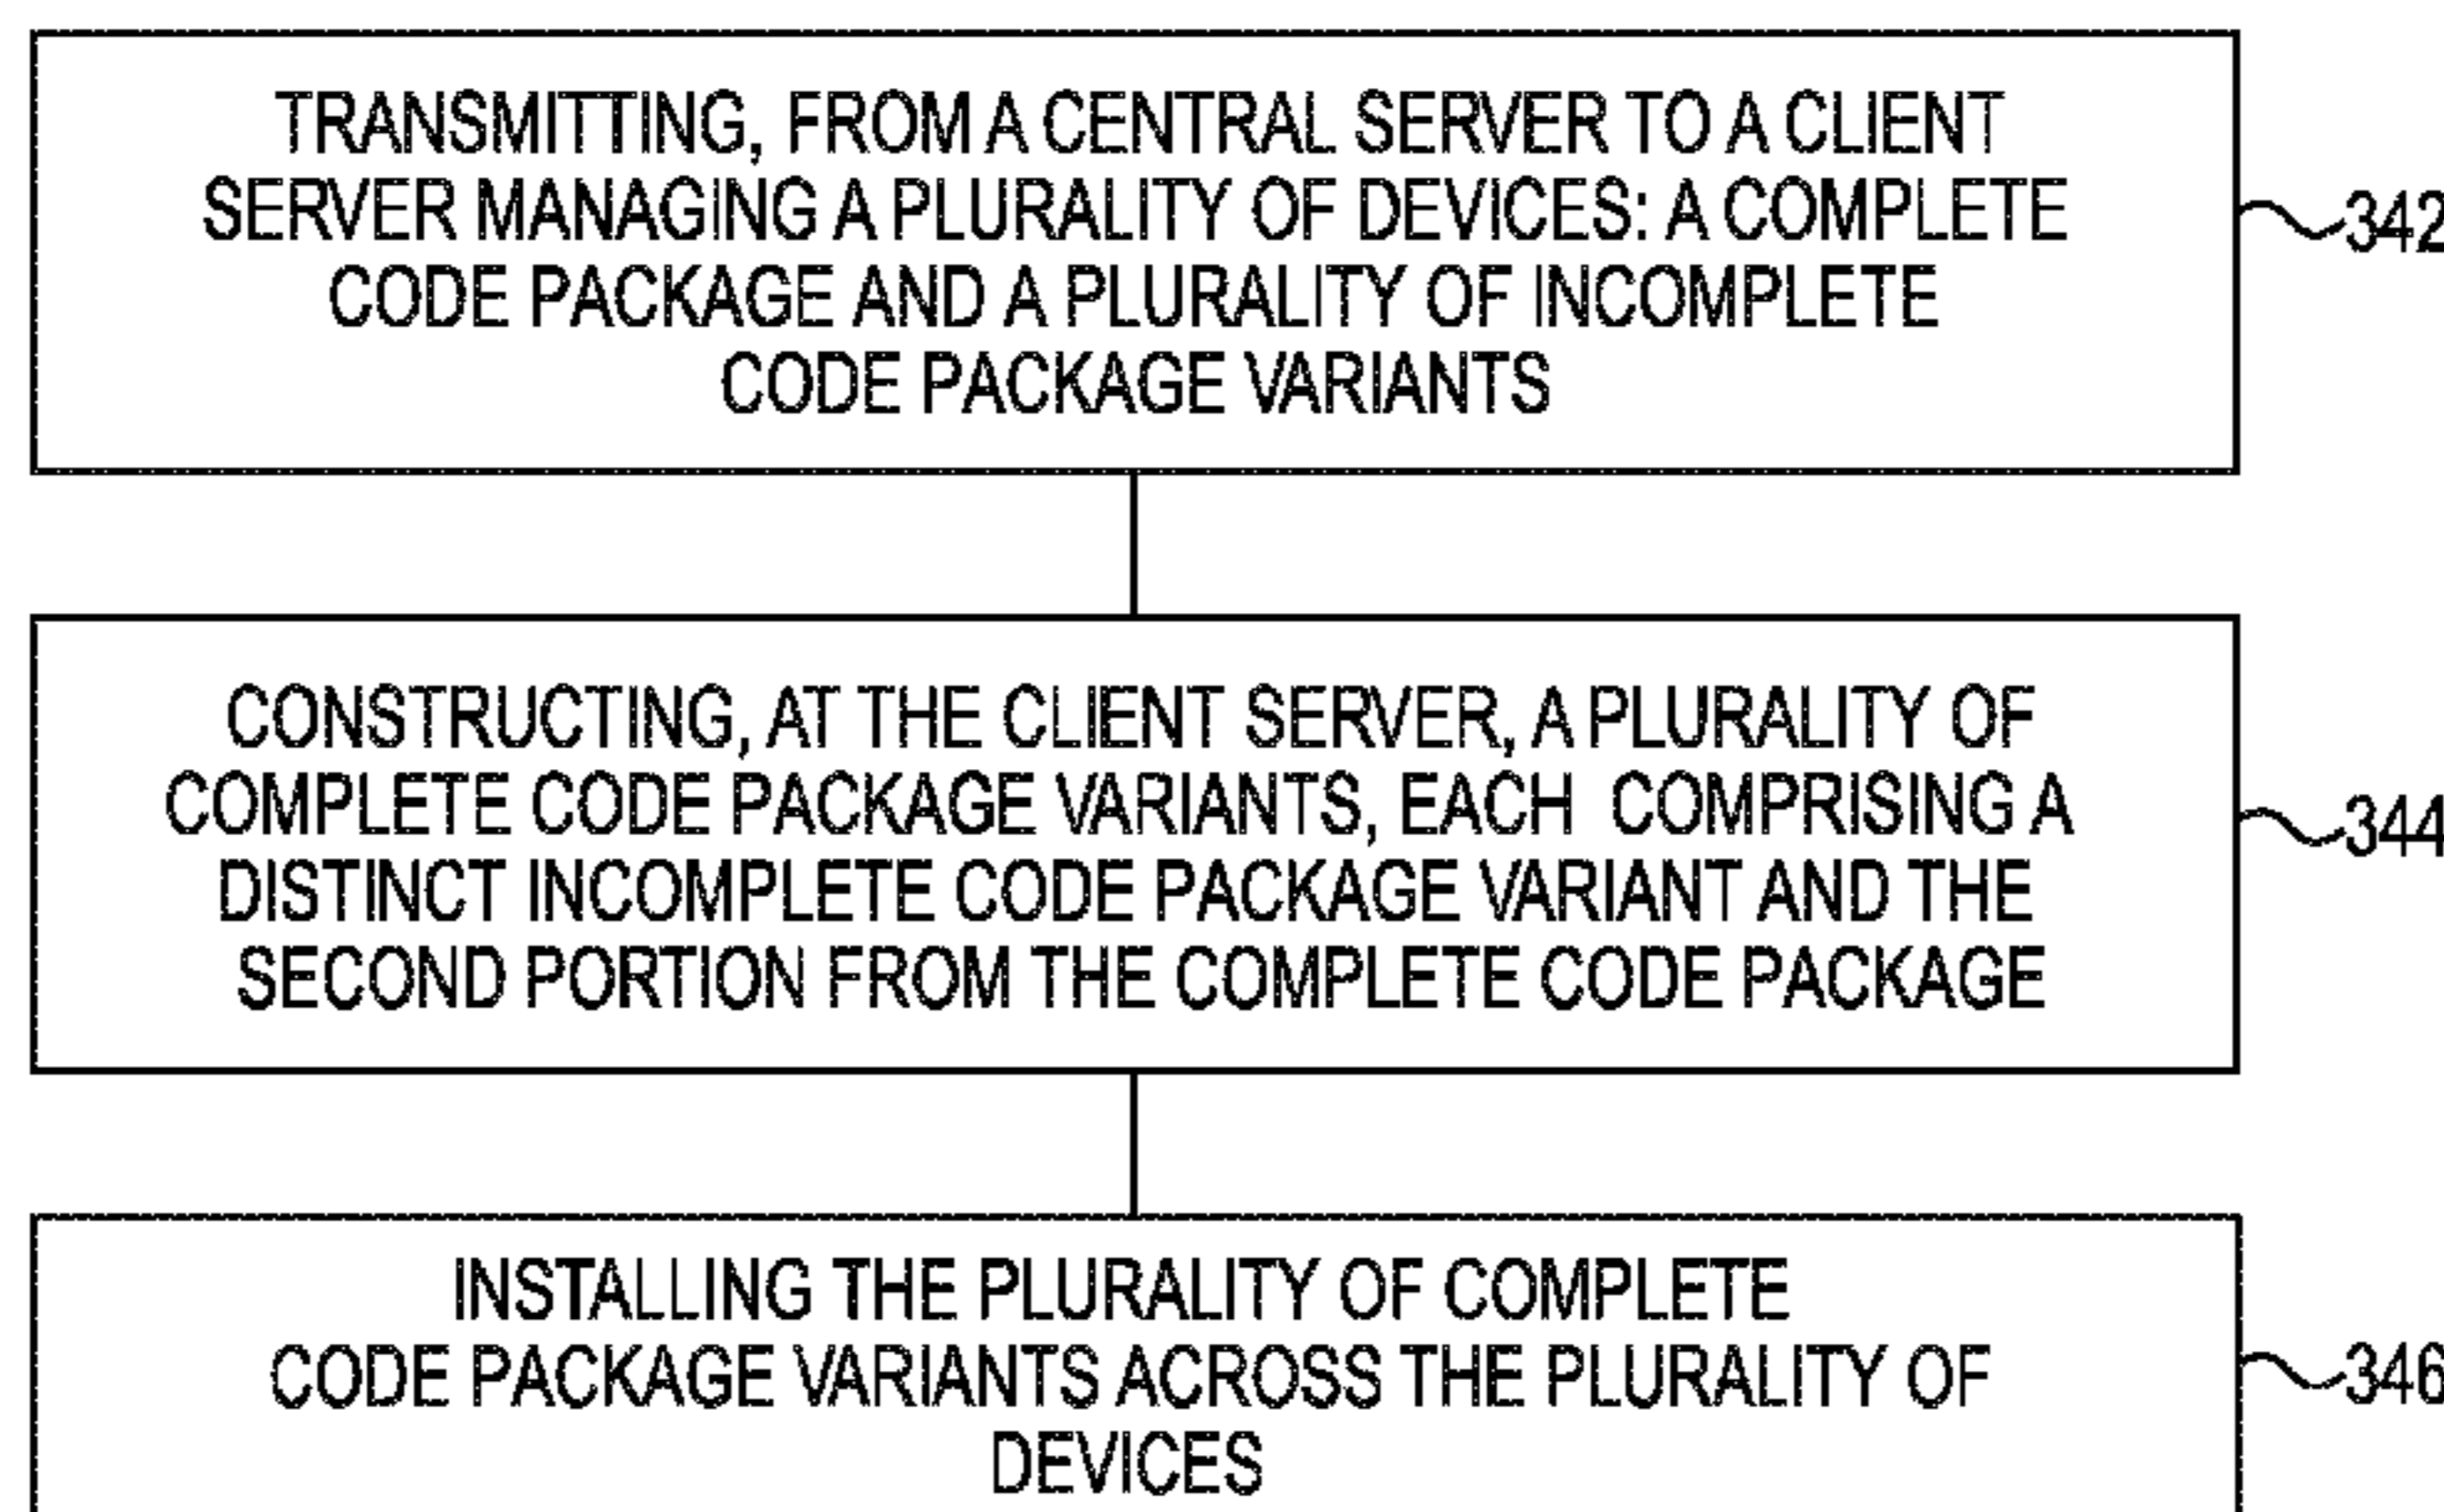 TRANSMITTING, FROM A CENTRAL SERVER TO A CLIENT
SERVER MANAGING A PLURALITY OF DEVICES: A COMPLETE
CODE PACKAGE AND A PLURALITY OF INCOMPLETE
CODE PACKAGE VARIANTS
342
CONSTRUCTING, AT THE CLIENT SERVER, A PLURALITY OF
COMPLETE CODE PACKAGE VARIANTS, EACH COMPRISING A
DISTINCT INCOMPLETE CODE PACKAGE VARIANT AND THE
SECOND PORTION FROM THE COMPLETE CODE PACKAGE
344
INSTALLING THE PLURALITY OF COMPLETE
CODE PACKAGE VARIANTS ACROSS THE PLURALITY OF
DEVICES
346